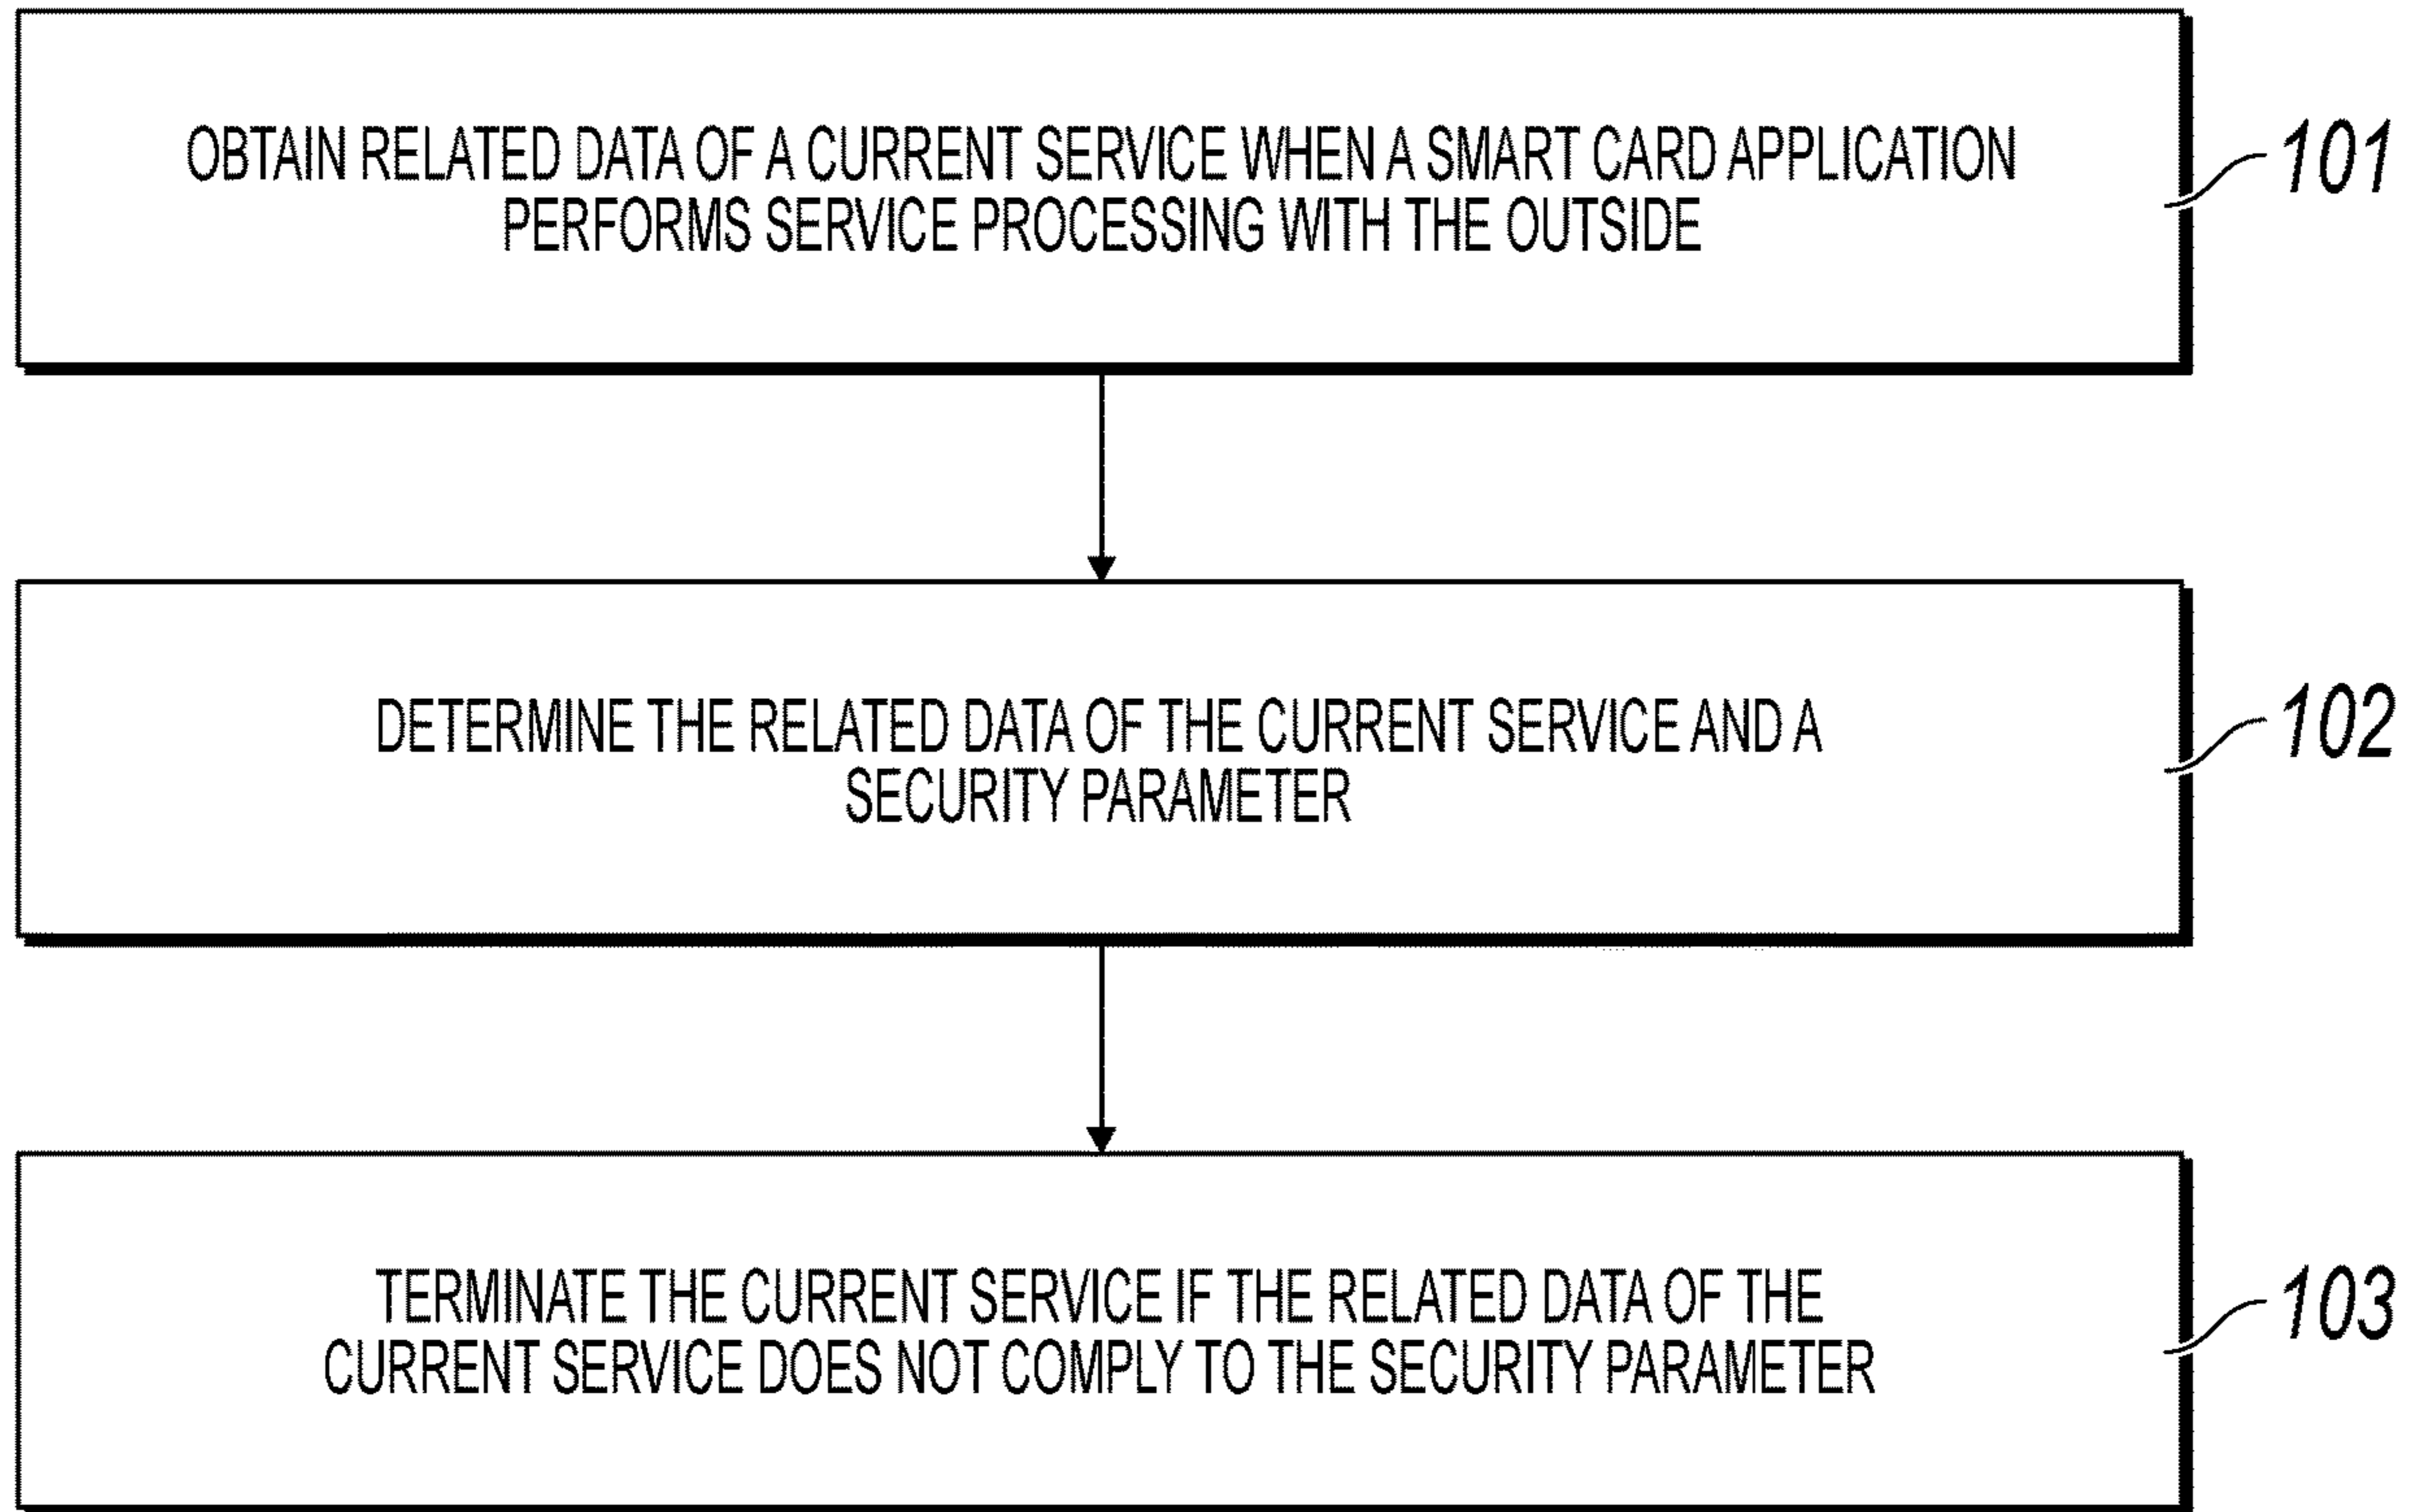 OBTAIN RELATED DATA OF A CURRENT SERVICE WHEN A SMART CARD APPLICATION
PERFORMS SERVICE PROCESSING WITH THE OUTSIDE
101
DETERMINE THE RELATED DATA OF THE CURRENT SERVICE AND A
SECURITY PARAMETER
102
TERMINATE THE CURRENT SERVICE IF THE RELATED DATA OF THE
CURRENT SERVICE DOES NOT COMPLY TO THE SECURITY PARAMETER
103